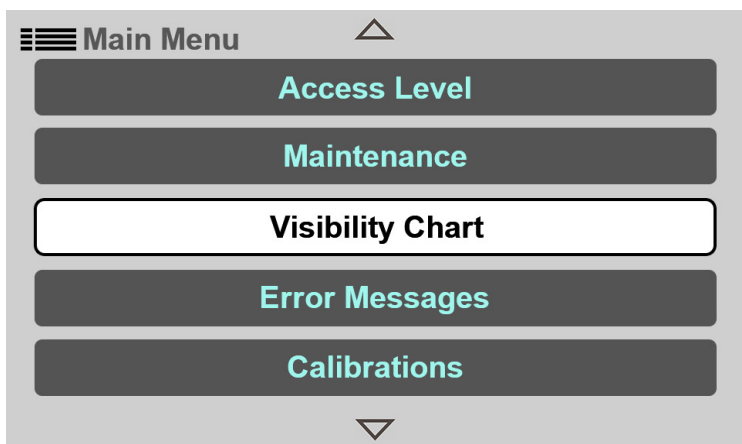 Main Menu
Access Level
Maintenance
Visibility Chart
Error Messages
Calibrations